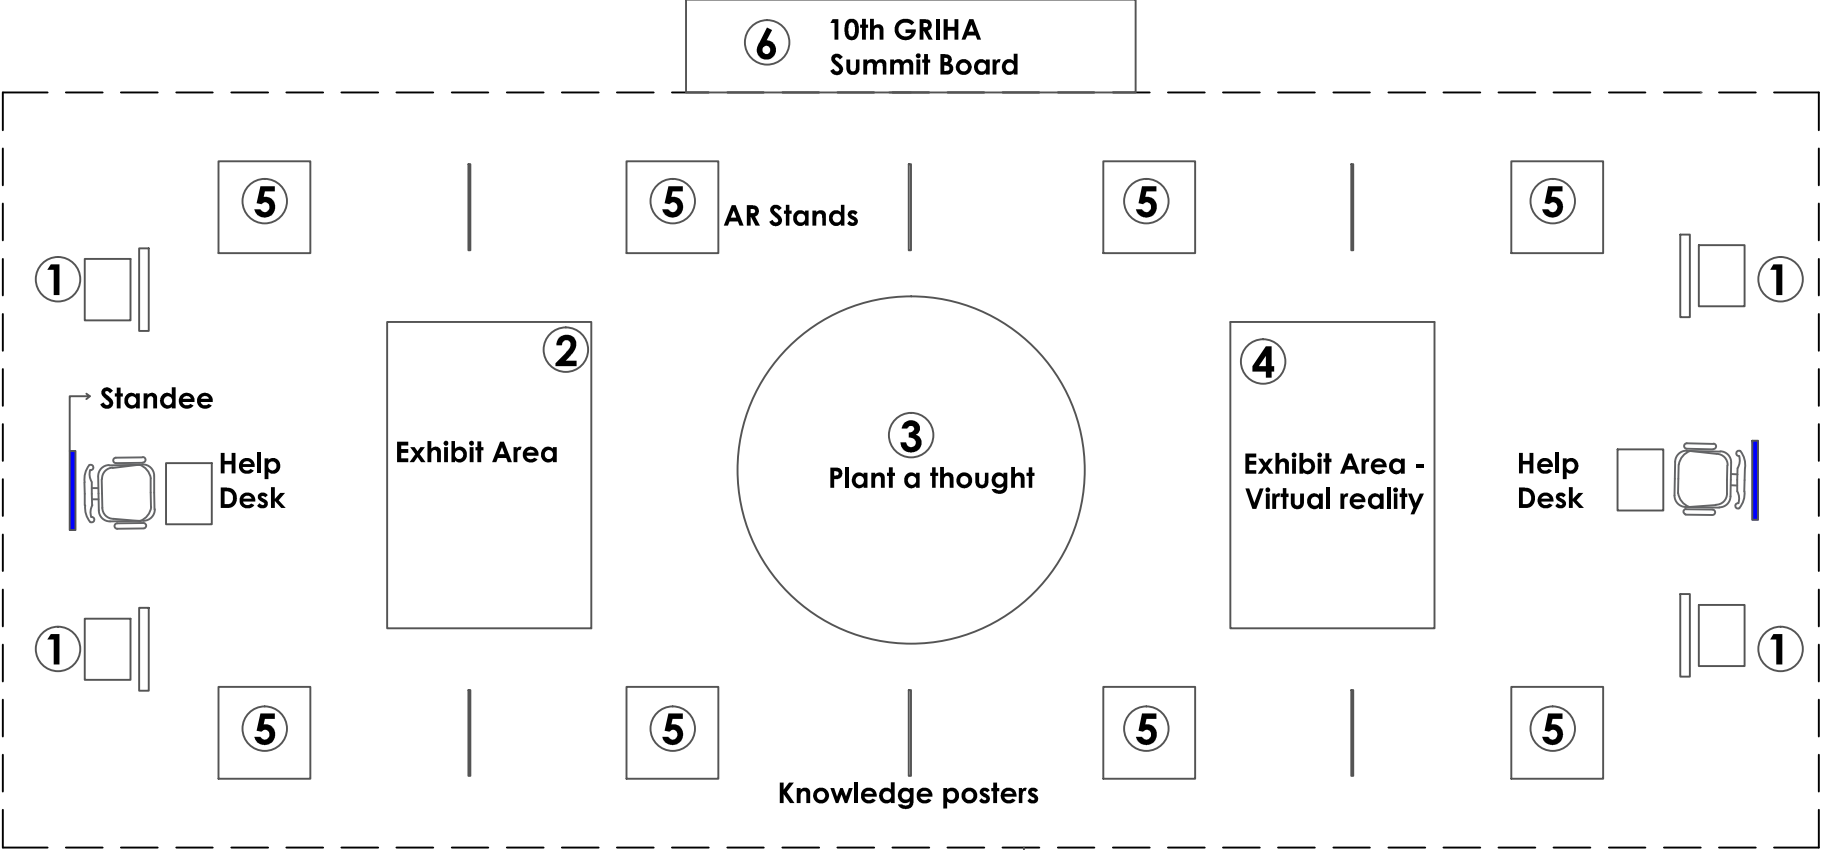 6
10th GRIHA
Summit Board
5
5
AR Stands
5
5
1
1
2
4
Standee
Exhibit Area
3
Plant a thought
Exhibit Area -
Virtual reality
Help
Desk
Help
Desk
1
1
5
5
5
5
Knowledge posters